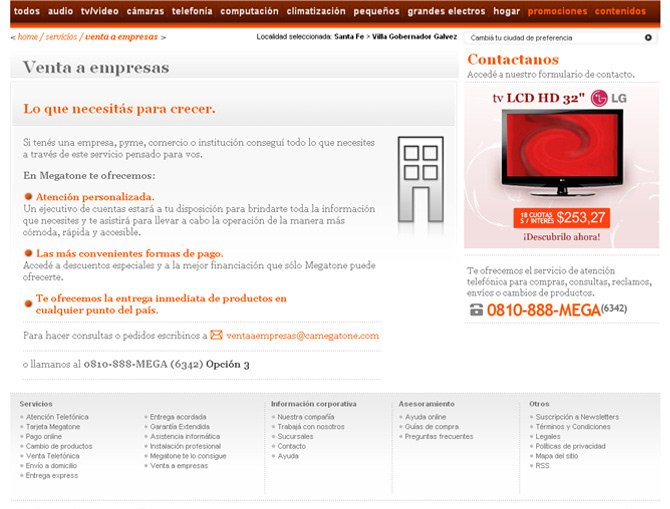 todos audio tv/video cámaras telefonía computación climatización pequeños grandes electros hogar promociones contenidos
< home / servicios / venta a empresas >
Localidad seleccionada: Santa Fe > Villa Gobernador Galvez
Cambiá tu ciudad de preferencia
Venta a empresas
Lo que necesitás para crecer.
Si tenés una empresa, pyme, comercio o institución conseguí todo lo que necesites
a través de este servicio pensado para vos.
En Megatone te ofrecemos:
Atención personalizada.
Un ejecutivo de cuentas estará a tu disposición para brindarte toda la información
que necesites y te asistirá para llevar a cabo la operación de la manera más
cómoda, rápida y accesible.
Las más convenientes formas de pago.
Accedé a descuentos especiales y a la mejor financiación que sólo Megatone puede
ofrecerte.
Te ofrecemos la entrega inmediata de productos en
cualquier punto del país.
Para hacer consultas o pedidos escribinos a ventaaempresas@carmegatone.com
o llamanos al 0810-888-MEGA (6342) Opción 3
Contactanos
Accedé a nuestro formulario de contacto.
tv LCD HD 32" LG
18 CUOTAS
S / INTERÉS $253,27
¡Descubrilo ahora!
Te ofrecemos el servicio de atención
telefónica para compras, consultas, reclamos,
envíos o cambios de productos.
0810-888-MEGA(6342)
Servicios
Atención Telefónica
Tarjeta Megatone
Pago online
Cambio de productos
Venta Telefónica
Envío a domicilio
Entrega express
Entrega acordada
Garantía Extendida
Asistencia informática
Instalación profesional
Megatone te lo consigue
Venta a empresas
Información corporativa
Nuestra compañía
Trabajá con nosotros
Sucursales
Contacto
Ayuda
Asesoramiento
Ayuda online
Guías de compra
Preguntas frecuentes
Otros
Suscripción a Newsletters
Términos y Condiciones
Legales
Políticas de privacidad
Mapa del sitio
RSS